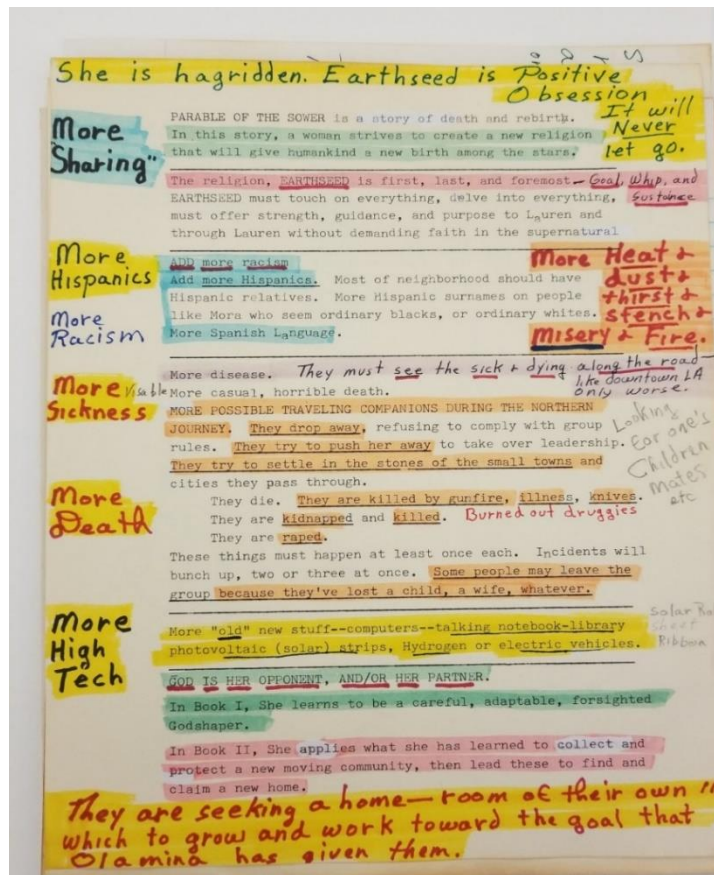 She is hagridden. Earthseed is Positive
Obsession
It will
Never
let go.
More
"Sharing"
PARABLE OF THE SOWER is a story of death and rebirth.
In this story, a woman strives to create a new religion
that will give humankind a new birth among the stars.
The religion, EARTHSEED is first, last, and foremost— Goal, Whip, and
EARTHSEED must touch on everything, delve into everything, Sustaince
must offer strength, guidance, and purpose to Lauren and
through Lauren without demanding faith in the supernatural
More
Hispanics
More
Racism
ADD more racism
Add more Hispanics. Most of neighborhood should have
Hispanic relatives. More Hispanic surnames on people
like Mora who seem ordinary blacks, or ordinary whites.
More Spanish Language.
More Heat &
dust &
thirst &
stench &
Misery & Fire.
More disease. They must see the sick & dying along the road—
like downtown LA
only worse.
More Visable
Sickness
More casual, horrible death.
MORE POSSIBLE TRAVELING COMPANIONS DURING THE NORTHERN
JOURNEY. They drop away, refusing to comply with group
rules. They try to push her away to take over leadership.
They try to settle in the stones of the small towns and
cities they pass through.
Looking
for one's
Children
mates
etc
More
Death
They die. They are killed by gunfire, illness, knives.
They are kidnapped and killed. Burned out druggies
They are raped.
These things must happen at least once each. Incidents will
bunch up, two or three at once. Some people may leave the
group because they've lost a child, a wife, whatever.
More
High
Tech
More "old" new stuff--computers--talking notebook-library
photovoltaic (solar) strips, Hydrogen or electric vehicles.
Solar
Sheet
Ribbon
GOD IS HER OPPONENT, AND/OR HER PARTNER.
In Book I, She learns to be a careful, adaptable, forsighted
Godshaper.
In Book II, She applies what she has learned to collect and
protect a new moving community, then lead these to find and
claim a new home.
They are seeking a home—room of their own
which to grow and work toward the goal that
Olamina has given them.